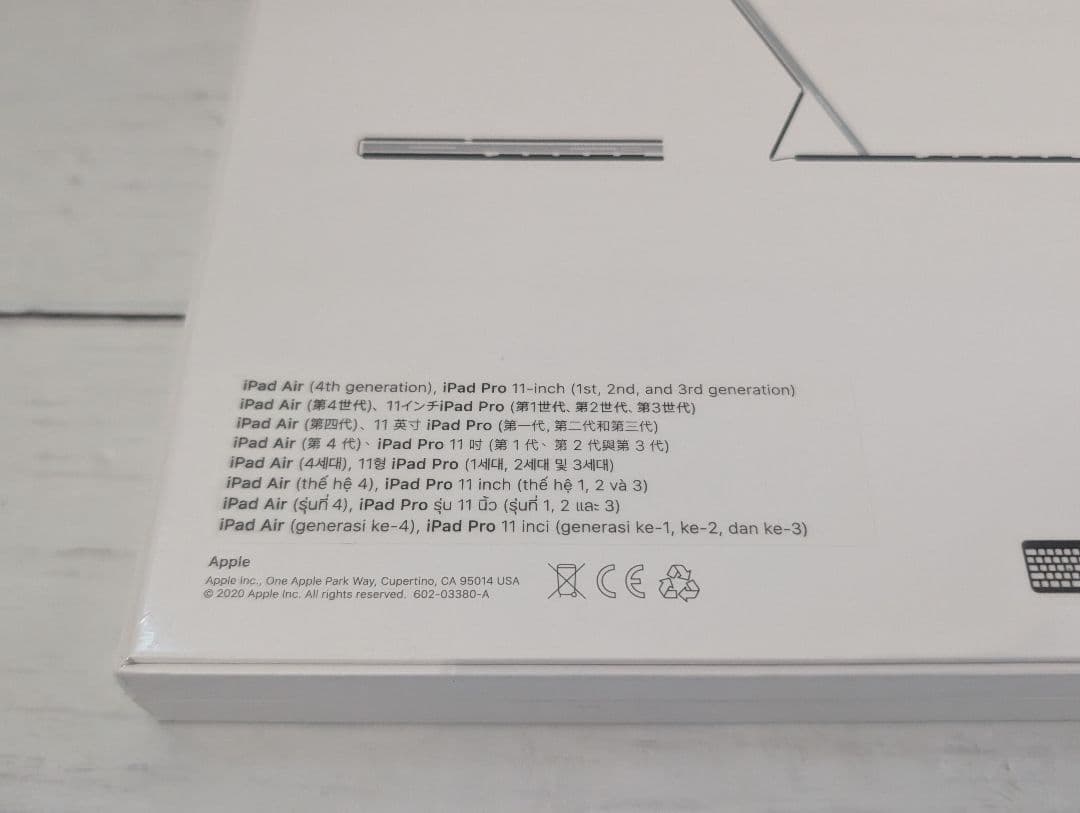 iPad Air (4th generation), iPad Pro 11-inch (1st, 2nd, and 3rd generation)
iPad Air (第4世代)、11インチiPad Pro (第1世代、第2世代、第3世代)
iPad Air (第四代)、11 英寸 iPad Pro (第一代, 第二代和第三代)
iPad Air (第 4 代)、iPad Pro 11 吋 (第 1 代、第 2 代與第 3 代)
iPad Air (4세대), 11형 iPad Pro (1세대, 2세대 및 3세대)
iPad Air (thế hệ 4), iPad Pro 11 inch (thế hệ 1, 2 và 3)
iPad Air (รุ่นที่ 4), iPad Pro รุ่น 11 นิ้ว (รุ่นที่ 1, 2 และ 3)
iPad Air (generasi ke-4), iPad Pro 11 inci (generasi ke-1, ke-2, dan ke-3)
Apple
Apple Inc., One Apple Park Way, Cupertino, CA 95014 USA
© 2020 Apple Inc. All rights reserved. 602-03380-A
CE